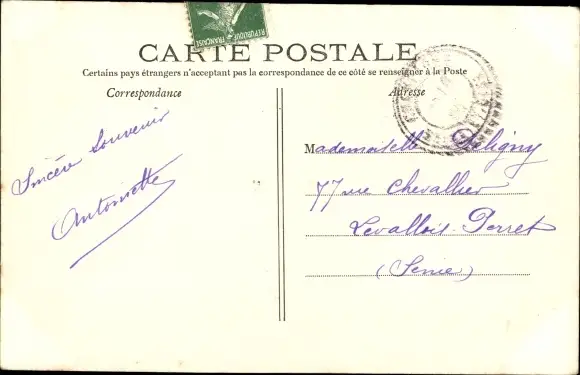 REPUBLIQUE FRANÇAISE
CARTE POSTALE
Certains pays étrangers n'acceptant pas la correspondance de ce côté se renseigner à la Poste
Correspondance
Adresse
Sincère Souvenir
Antoinette
Mademoiselle
77 rue Chevallier
Levallois-Perret
(Seine)